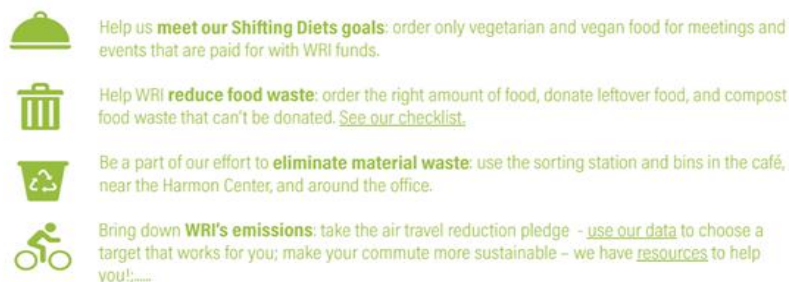 Help us meet our Shifting Diets goals: order only vegetarian and vegan food for meetings and
events that are paid for with WRI funds.
Help WRI reduce food waste: order the right amount of food, donate leftover food, and compost
food waste that can't be donated. See our checklist.
Be a part of our effort to eliminate material waste: use the sorting station and bins in the café,
near the Harmon Center, and around the office.
Bring down WRI's emissions: take the air travel reduction pledge - use our data to choose a
target that works for you; make your commute more sustainable – we have resources to help
you!;.....